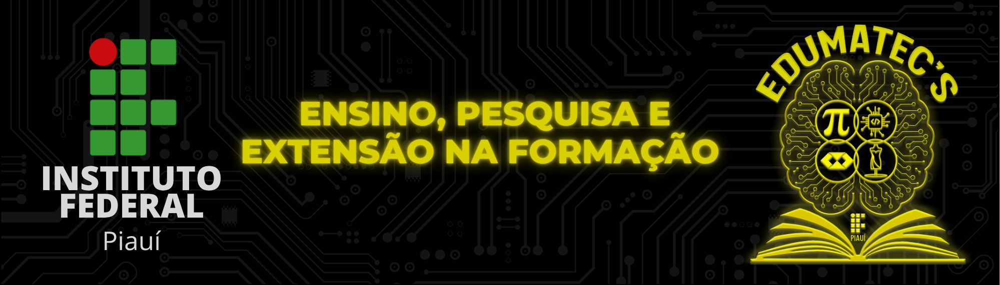 INSTITUTO
FEDERAL
Piauí
ENSINO, PESQUISA E
EXTENSÃO NA FORMAÇÃO
EDUMATEC'S
π
</>
PIAUÍ